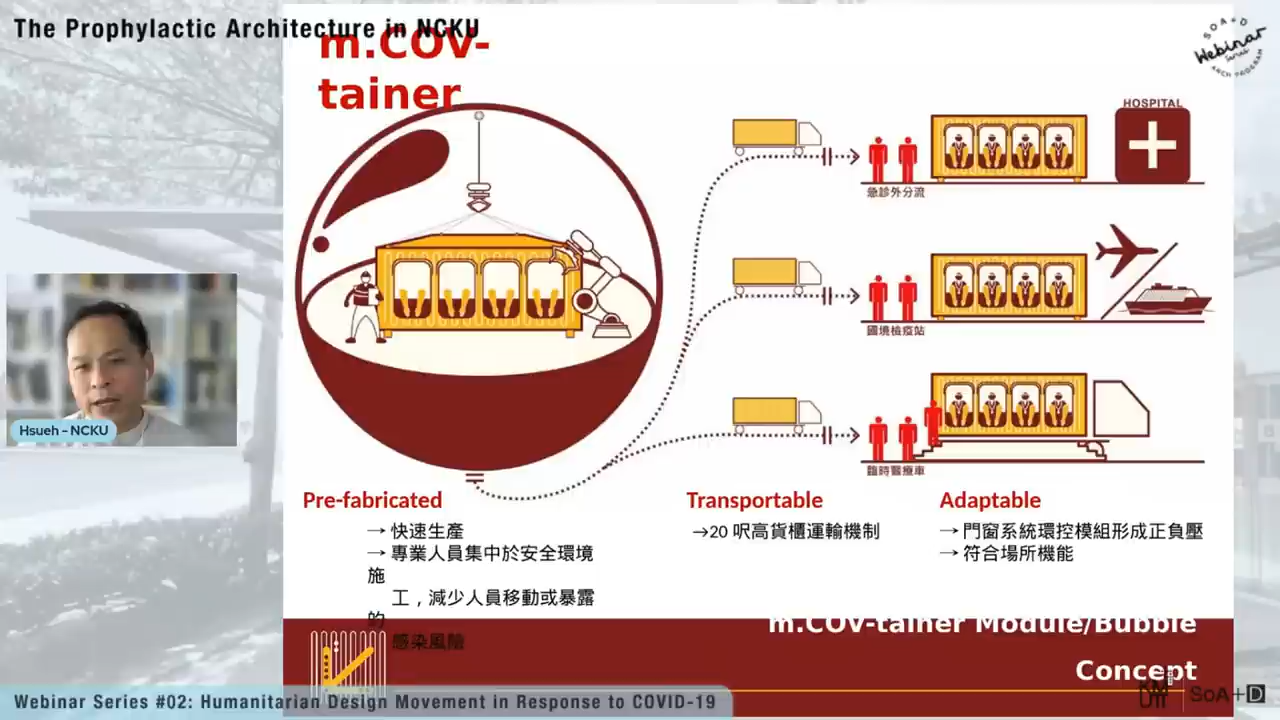 The Prophylactic Architecture in NCKU
m.COV-
tainer
SOA+D
Webinar
Series
ARCH PROGRAM
HOSPITAL
急診外分流
國境檢疫站
臨時醫療車
Hsueh – NCKU
Pre-fabricated
→ 快速生產
→ 專業人員集中於安全環境
施
工，減少人員移動或暴露
的
感染風險
Transportable
→20 呎高貨櫃運輸機制
Adaptable
→ 門窗系統環控模組形成正負壓
→ 符合場所機能
m.COV-tainer Module/Bubble
Concept
Webinar Series #02: Humanitarian Design Movement in Response to COVID-19
SoA+D